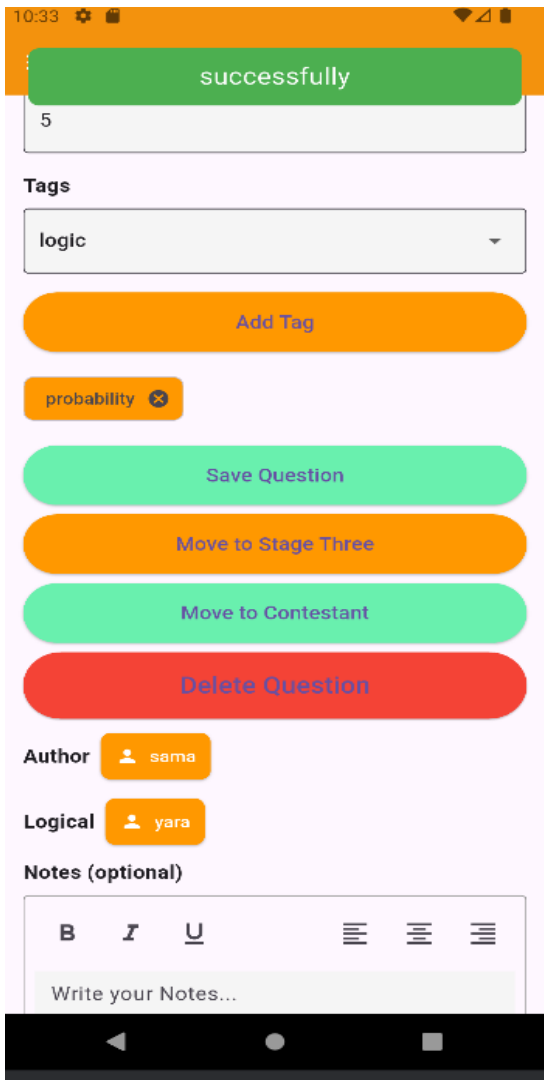 10:33
successfully
5
Tags
logic
Add Tag
probability
Save Question
Move to Stage Three
Move to Contestant
Delete Question
Author sama
Logical yara
Notes (optional)
B I U
Write your Notes...